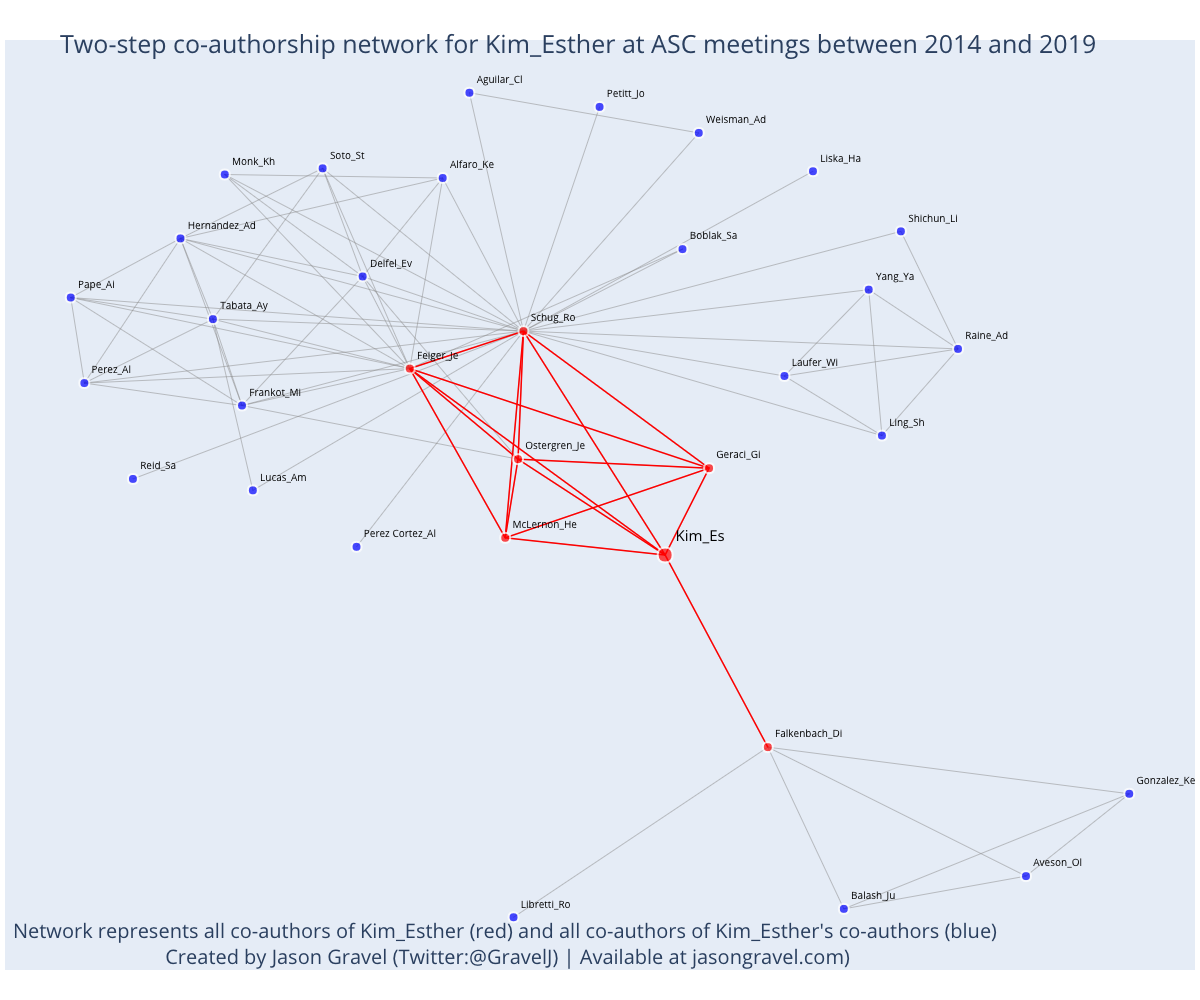 Two-step co-authorship network for Kim_Esther at ASC meetings between 2014 and 2019
Aguilar_Cl
Petitt_Jo
Weisman_Ad
Monk_Kh
Soto_St
Alfaro_Ke
Liska_Ha
Hernandez_Ad
Shichun_Li
Boblak_Sa
Deifel_Ev
Yang_Ya
Pape_Ai
Tabata_Ay
Schug_Ro
Raine_Ad
Feiger_Je
Perez_Al
Laufer_Wi
Frankot_Mi
Ling_Sh
Ostergren_Je
Geraci_Gi
Reid_Sa
Lucas_Am
McLernon_He
Perez Cortez_Al
Kim_Es
Falkenbach_Di
Gonzalez_Ke
Aveson_Ol
Balash_Ju
Libretti_Ro
Network represents all co-authors of Kim_Esther (red) and all co-authors of Kim_Esther's co-authors (blue)
Created by Jason Gravel (Twitter:@GravelJ) | Available at jasongravel.com)